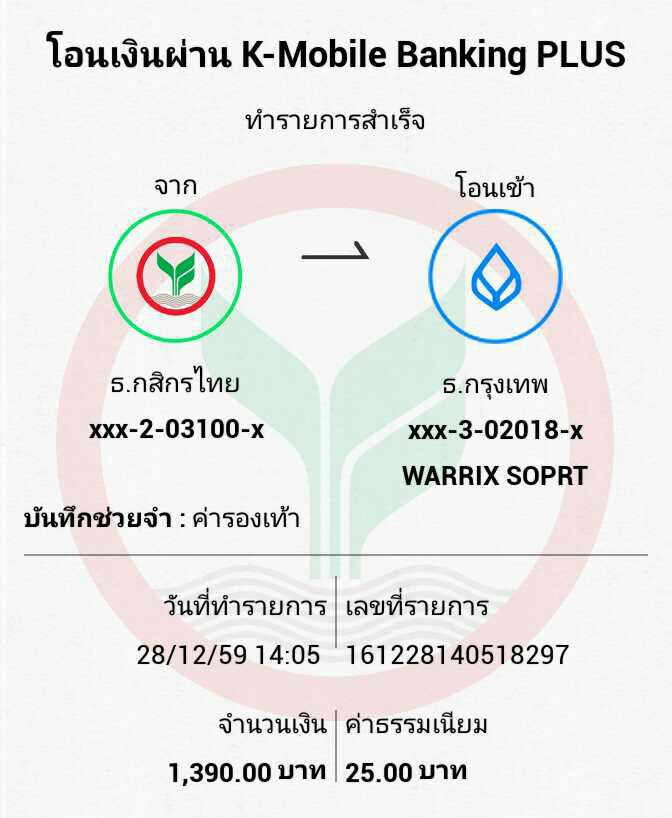 โอนเงินผ่าน K-Mobile Banking PLUS
ทำรายการสำเร็จ
จาก
โอนเข้า
ธ.กสิกรไทย
ธ.กรุงเทพ
xxx-2-03100-x
xxx-3-02018-x
WARRIX SOPRT
บันทึกช่วยจำ : ค่ารองเท้า
วันที่ทำรายการ
เลขที่รายการ
28/12/59 14:05
161228140518297
จำนวนเงิน
ค่าธรรมเนียม
1,390.00 บาท
25.00 บาท